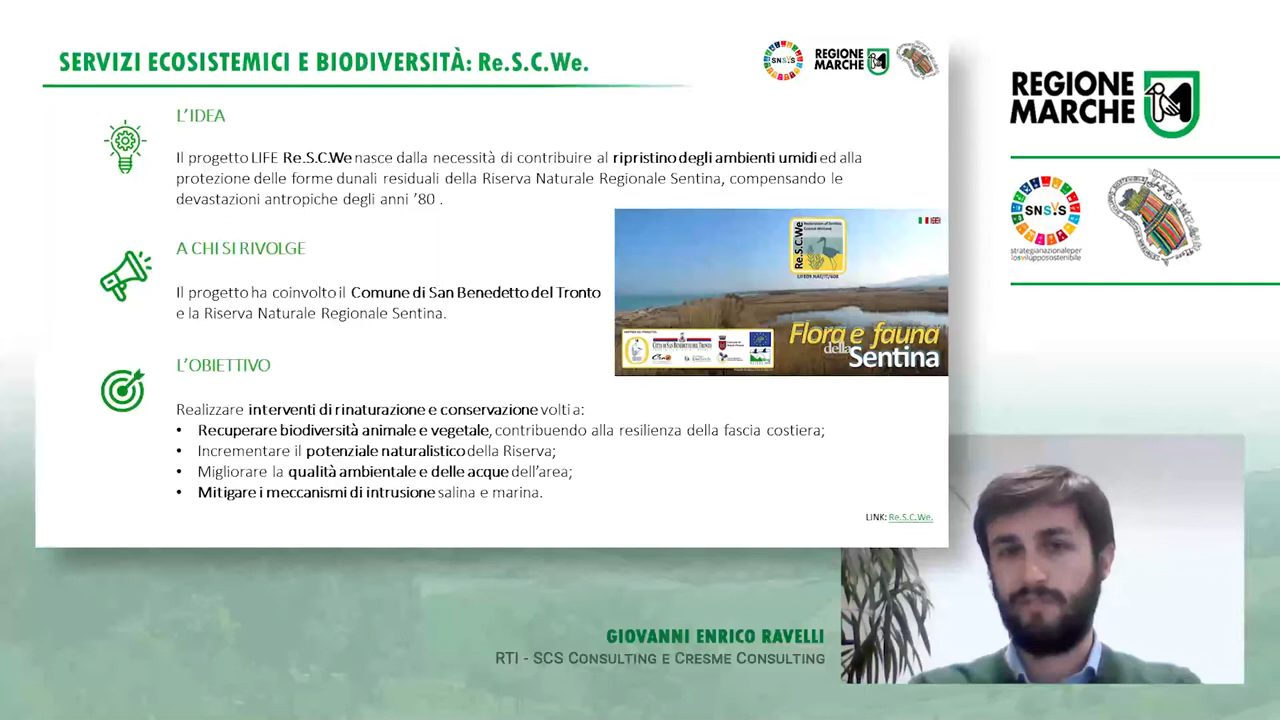 SERVIZI ECOSISTEMICI E BIODIVERSITÀ: Re.S.C.We.
SNSVS
REGIONE
MARCHE
L'IDEA
Il progetto LIFE Re.S.C.We nasce dalla necessità di contribuire al ripristino degli ambienti umidi ed alla
protezione delle forme dunali residuali della Riserva Naturale Regionale Sentina, compensando le
devastazioni antropiche degli anni '80 .
A CHI SI RIVOLGE
Il progetto ha coinvolto il Comune di San Benedetto del Tronto
e la Riserva Naturale Regionale Sentina.
Re.S.C.We
Flora e fauna
della
Sentina
L'OBIETTIVO
Realizzare interventi di rinaturazione e conservazione volti a:
• Recuperare biodiversità animale e vegetale, contribuendo alla resilienza della fascia costiera;
• Incrementare il potenziale naturalistico della Riserva;
• Migliorare la qualità ambientale e delle acque dell'area;
• Mitigare i meccanismi di intrusione salina e marina.
LINK: Re.S.C.We.
REGIONE
MARCHE
SNSVS
strategianazionaleper
losvilupposostenibile
GIOVANNI ENRICO RAVELLI
RTI - SCS CONSULTING E CRESME CONSULTING